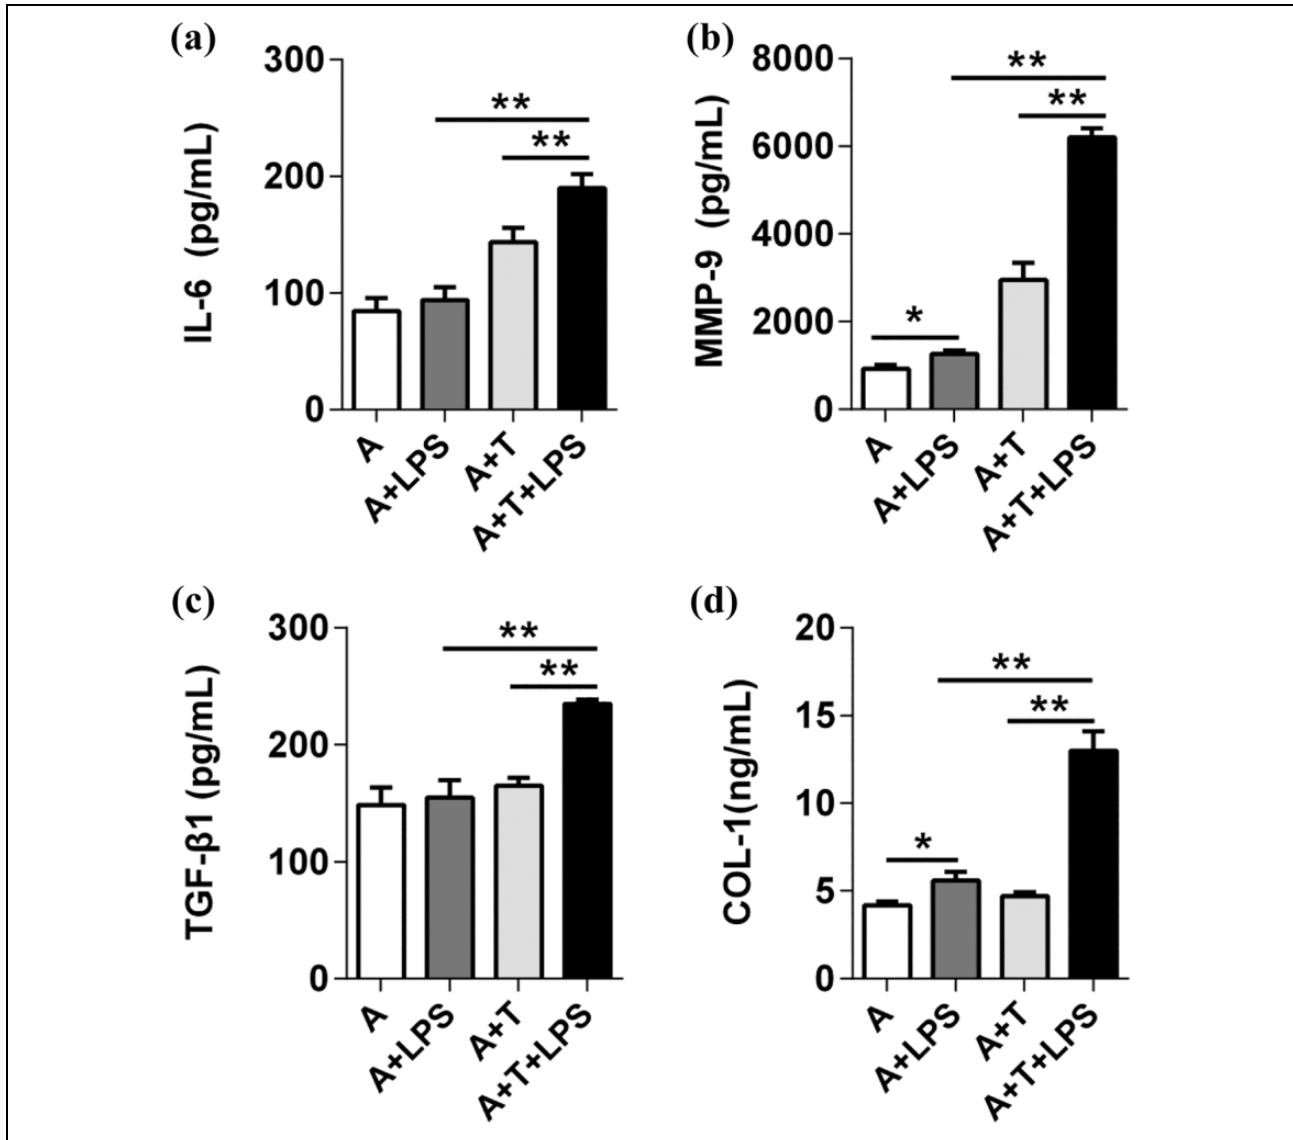 (a)
300
200
100
0
IL-6 (pg/mL)
**
**
A
A+LPS
A+T
A+T+LPS
(b)
8000
6000
4000
2000
0
MMP-9 (pg/mL)
**
**
*
A
A+LPS
A+T
A+T+LPS
(c)
300
200
100
0
TGF-β1 (pg/mL)
**
**
A
A+LPS
A+T
A+T+LPS
(d)
20
15
10
5
0
COL-1(ng/mL)
**
**
*
A
A+LPS
A+T
A+T+LPS